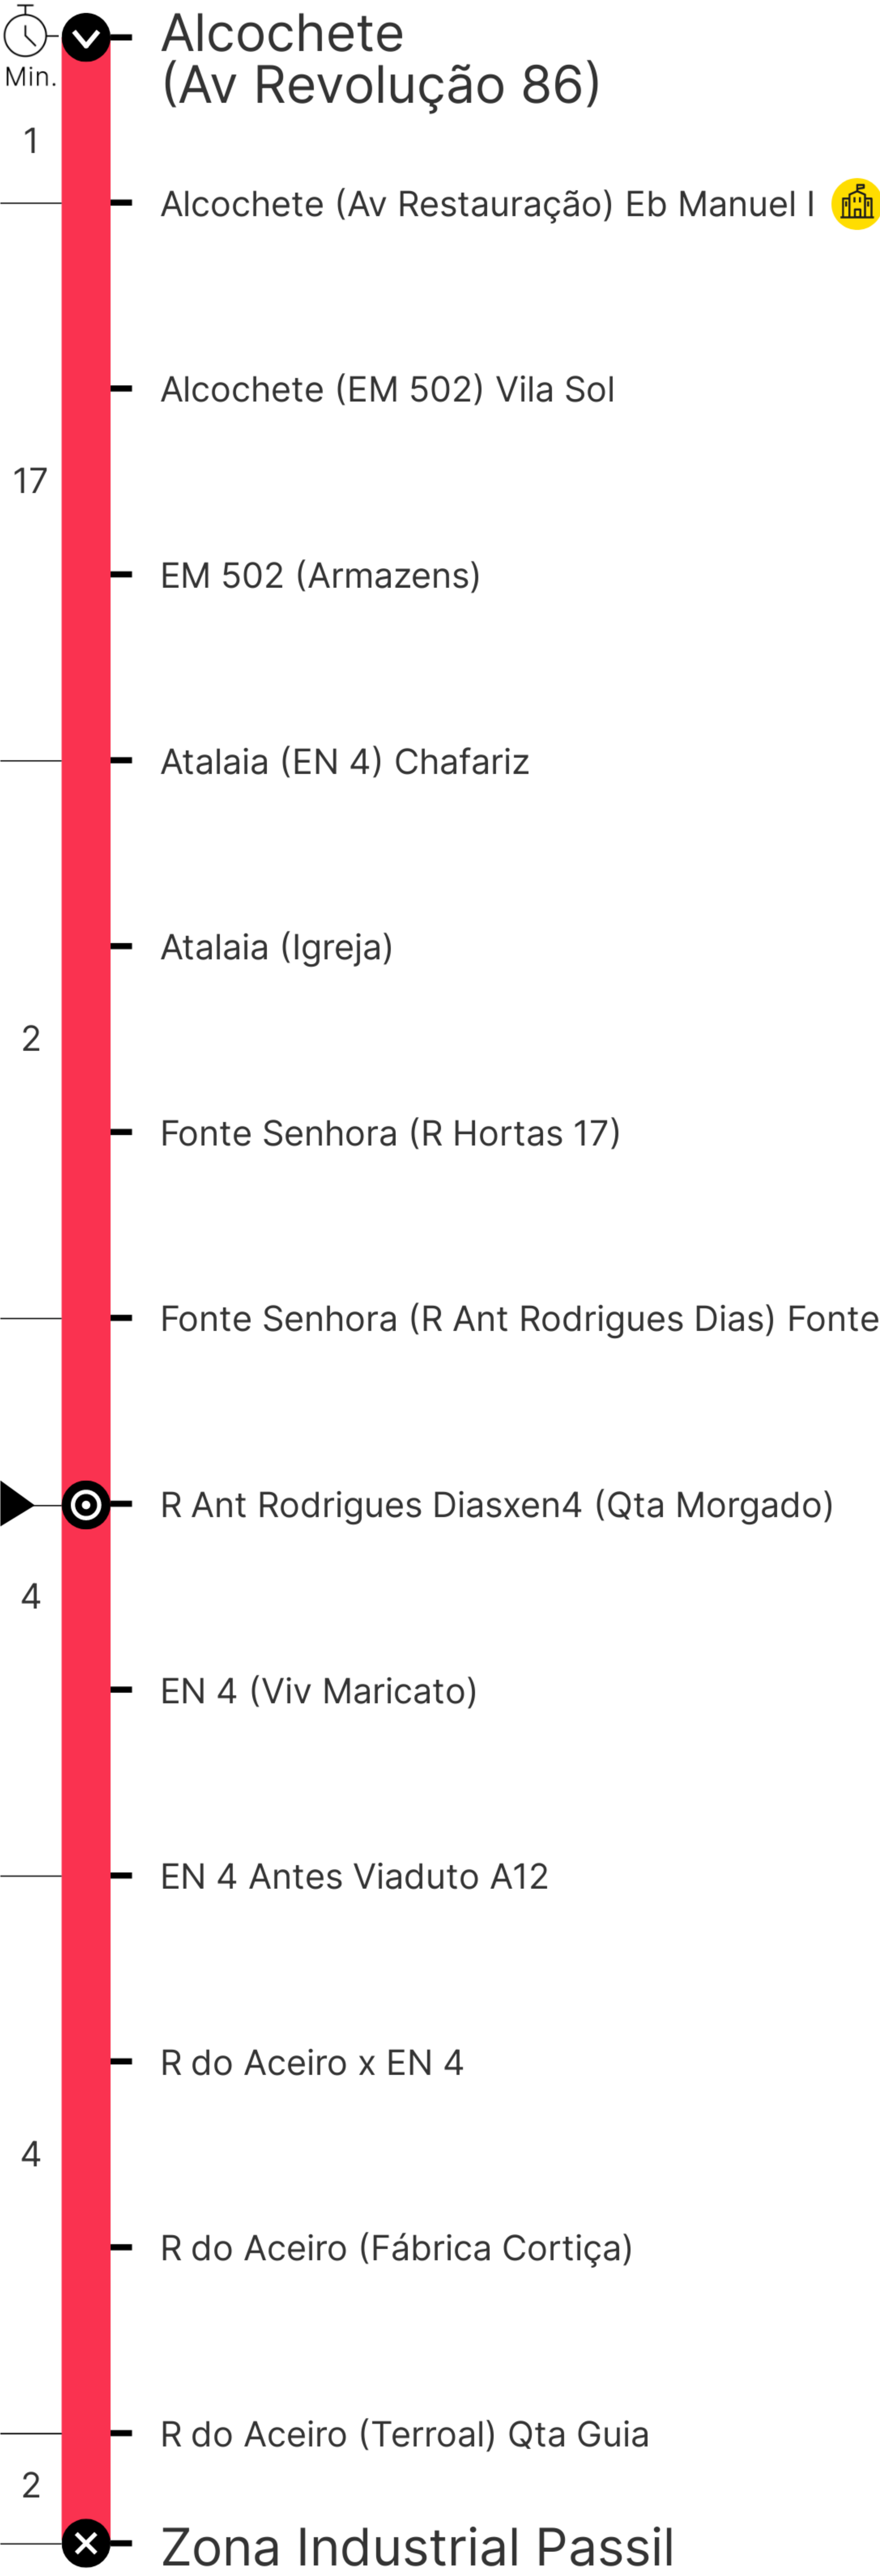 Min.
Alcochete
(Av Revolução 86)
1
Alcochete (Av Restauração) Eb Manuel I
Alcochete (EM 502) Vila Sol
17
EM 502 (Armazens)
Atalaia (EN 4) Chafariz
Atalaia (Igreja)
2
Fonte Senhora (R Hortas 17)
Fonte Senhora (R Ant Rodrigues Dias) Fonte
R Ant Rodrigues Diasxen4 (Qta Morgado)
4
EN 4 (Viv Maricato)
EN 4 Antes Viaduto A12
R do Aceiro x EN 4
4
R do Aceiro (Fábrica Cortiça)
R do Aceiro (Terroal) Qta Guia
2
Zona Industrial Passil